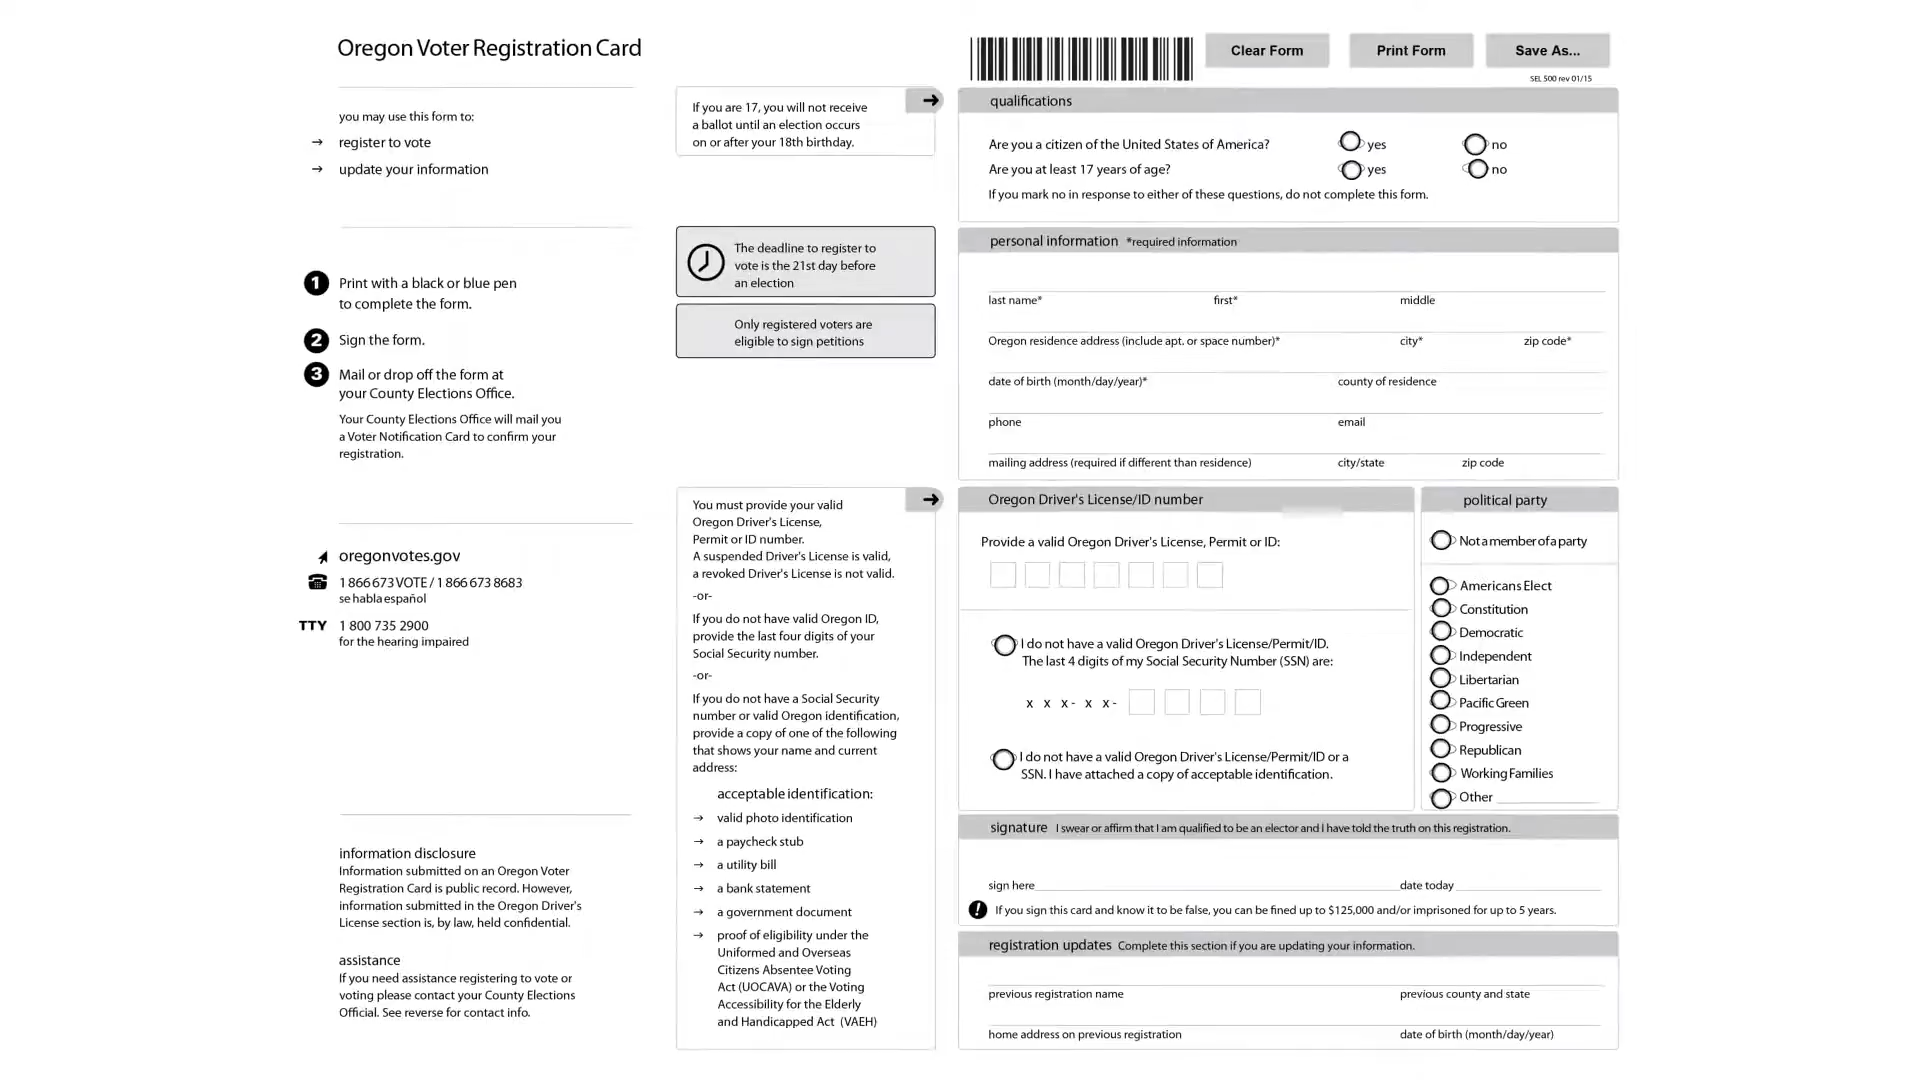 Oregon Voter Registration Card
you may use this form to:
→ register to vote
→ update your information
1 Print with a black or blue pen
to complete the form.
2 Sign the form.
3 Mail or drop off the form at
your County Elections Office.
Your County Elections Office will mail you
a Voter Notification Card to confirm your
registration.
oregonvotes.gov
1 866 673 VOTE / 1 866 673 8683
se habla español
TTY 1 800 735 2900
for the hearing impaired
information disclosure
Information submitted on an Oregon Voter
Registration Card is public record. However,
information submitted in the Oregon Driver's
License section is, by law, held confidential.
assistance
If you need assistance registering to vote or
voting please contact your County Elections
Official. See reverse for contact info.
If you are 17, you will not receive
a ballot until an election occurs
on or after your 18th birthday.
The deadline to register to
vote is the 21st day before
an election
Only registered voters are
eligible to sign petitions
You must provide your valid
Oregon Driver's License,
Permit or ID number.
A suspended Driver's License is valid,
a revoked Driver's License is not valid.
-or-
If you do not have valid Oregon ID,
provide the last four digits of your
Social Security number.
-or-
If you do not have a Social Security
number or valid Oregon identification,
provide a copy of one of the following
that shows your name and current
address:
acceptable identification:
→ valid photo identification
→ a paycheck stub
→ a utility bill
→ a bank statement
→ a government document
→ proof of eligibility under the
Uniformed and Overseas
Citizens Absentee Voting
Act (UOCAVA) or the Voting
Accessibility for the Elderly
and Handicapped Act (VAEH)
Clear Form Print Form Save As...
SEL 500 rev 01/15
qualifications
Are you a citizen of the United States of America? yes no
Are you at least 17 years of age? yes no
If you mark no in response to either of these questions, do not complete this form.
personal information *required information
last name* first* middle
Oregon residence address (include apt. or space number)* city* zip code*
date of birth (month/day/year)* county of residence
phone email
mailing address (required if different than residence) city/state zip code
Oregon Driver's License/ID number
Provide a valid Oregon Driver's License, Permit or ID:
I do not have a valid Oregon Driver's License/Permit/ID.
The last 4 digits of my Social Security Number (SSN) are:
x x x - x x -
I do not have a valid Oregon Driver's License/Permit/ID or a
SSN. I have attached a copy of acceptable identification.
political party
Not a member of a party
Americans Elect
Constitution
Democratic
Independent
Libertarian
Pacific Green
Progressive
Republican
Working Families
Other
signature I swear or affirm that I am qualified to be an elector and I have told the truth on this registration.
sign here date today
! If you sign this card and know it to be false, you can be fined up to $125,000 and/or imprisoned for up to 5 years.
registration updates Complete this section if you are updating your information.
previous registration name previous county and state
home address on previous registration date of birth (month/day/year)